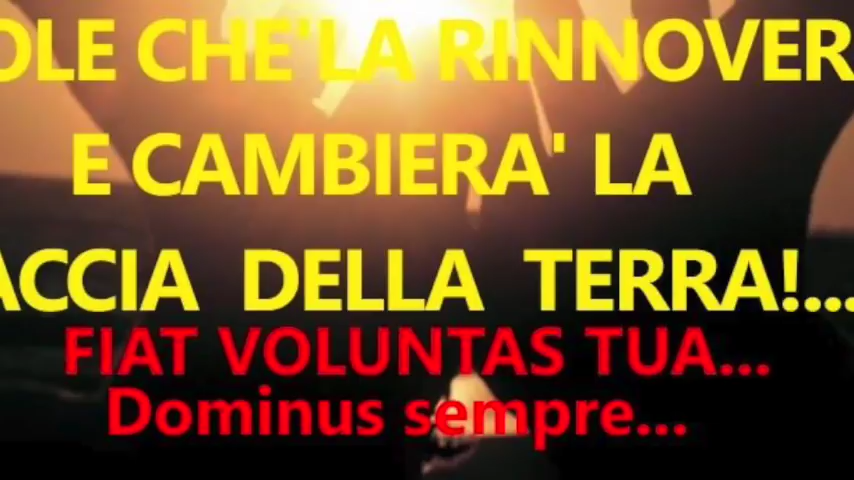 OLE CHE'LA RINNOVER
E CAMBIERA' LA
ACCIA DELLA TERRA!...
FIAT VOLUNTAS TUA...
Dominus sempre...